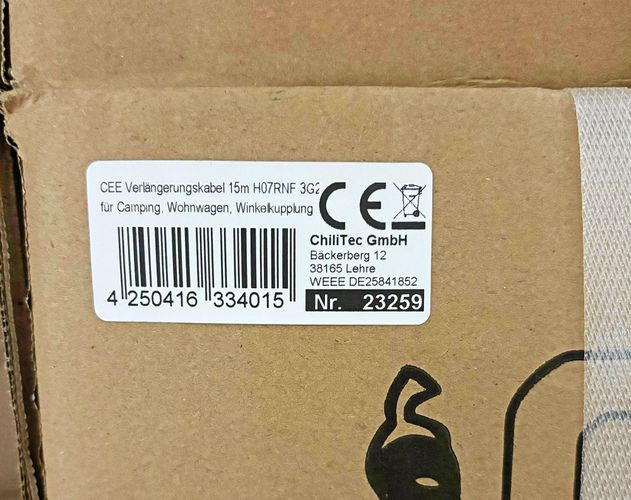 CEE Verlängerungskabel 15m H07RNF 3G2
für Camping, Wohnwagen, Winkelkupplung
CE
ChiliTec GmbH
Bäckerberg 12
38165 Lehre
WEEE DE25841852
4 250416 334015
Nr. 23259